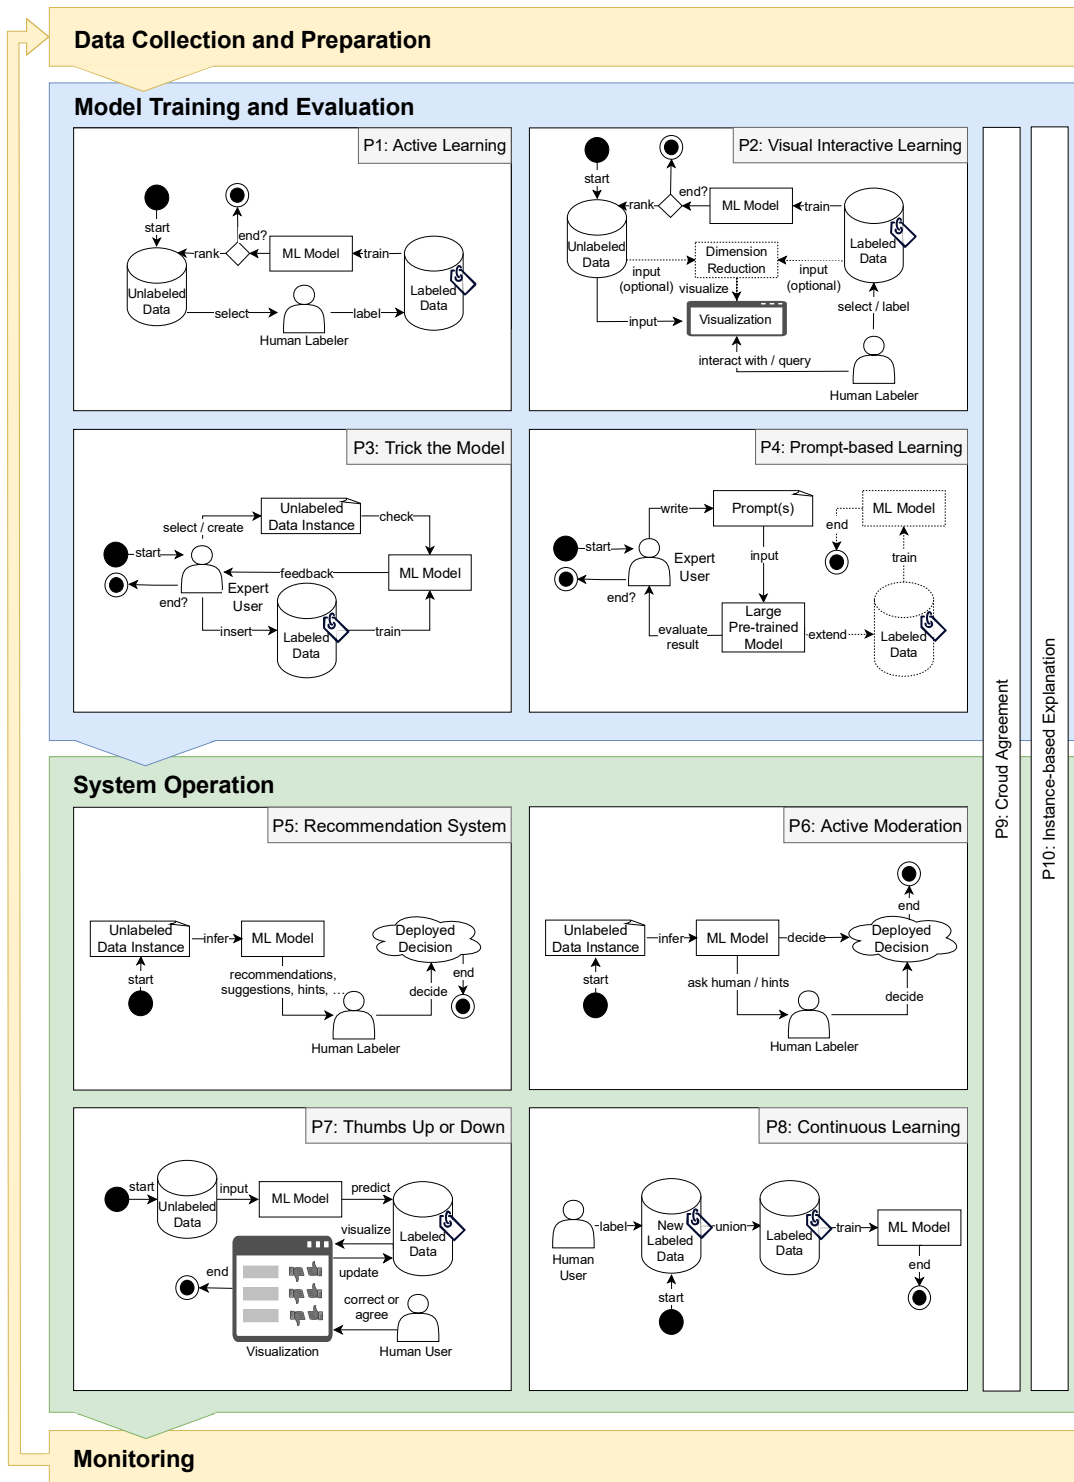 Data Collection and Preparation
Model Training and Evaluation
P1: Active Learning
start
end?
rank
ML Model
train
Unlabeled
Data
Labeled
Data
select
label
Human Labeler
P2: Visual Interactive Learning
start
end?
rank
ML Model
train
Unlabeled
Data
Labeled
Data
Dimension
Reduction
input
(optional)
input
(optional)
visualize
select / label
input
Visualization
interact with / query
Human Labeler
P3: Trick the Model
Unlabeled
Data Instance
check
select / create
start
feedback
ML Model
Expert
User
end?
insert
Labeled
Data
train
P4: Prompt-based Learning
write
Prompt(s)
ML Model
end
start
input
train
Expert
User
end?
Large
Pre-trained
Model
evaluate
result
extend
Labeled
Data
P9: Croud Agreement
P10: Instance-based Explanation
System Operation
P5: Recommendation System
Unlabeled
Data Instance
infer
ML Model
Deployed
Decision
start
recommendations,
suggestions, hints, ...
end
decide
Human Labeler
P6: Active Moderation
end
Unlabeled
Data Instance
infer
ML Model
decide
Deployed
Decision
start
ask human / hints
decide
Human Labeler
P7: Thumbs Up or Down
start
Unlabeled
Data
input
ML Model
predict
Labeled
Data
visualize
update
end
correct or
agree
Visualization
Human User
P8: Continuous Learning
label
New
Labeled
Data
union
Labeled
Data
train
ML Model
Human
User
start
end
Monitoring